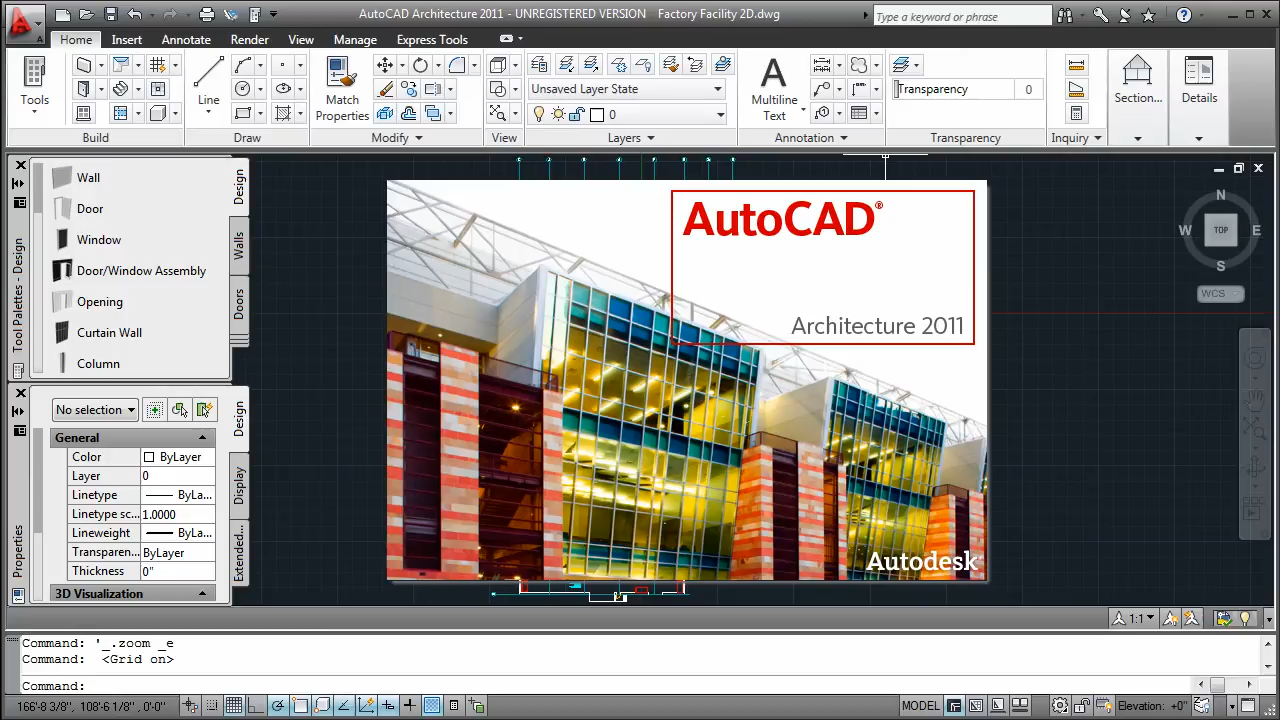 AutoCAD Architecture 2011 - UNREGISTERED VERSION Factory Facility 2D.dwg
Type a keyword or phrase
Home Insert Annotate Render View Manage Express Tools
Tools
Line
Match Properties
Unsaved Layer State
0
Multiline Text
Transparency 0
Section...
Details
Build Draw Modify View Layers Annotation Transparency Inquiry
Tool Palettes - Design
Wall
Door
Window
Door/Window Assembly
Opening
Curtain Wall
Column
Design
Walls
Doors
AutoCAD®
Architecture 2011
Autodesk
N
W TOP E
S
WCS
Properties
No selection
General
Color ByLayer
Layer 0
Linetype ByLa...
Linetype sc... 1.0000
Lineweight ByLa...
Transparen... ByLayer
Thickness 0"
3D Visualization
Design
Display
Extended...
1:1
Command: '_.zoom _e
Command: <Grid on>
Command:
166'-8 3/8", 108'-6 1/8", 0'-0" MODEL Elevation: +0"